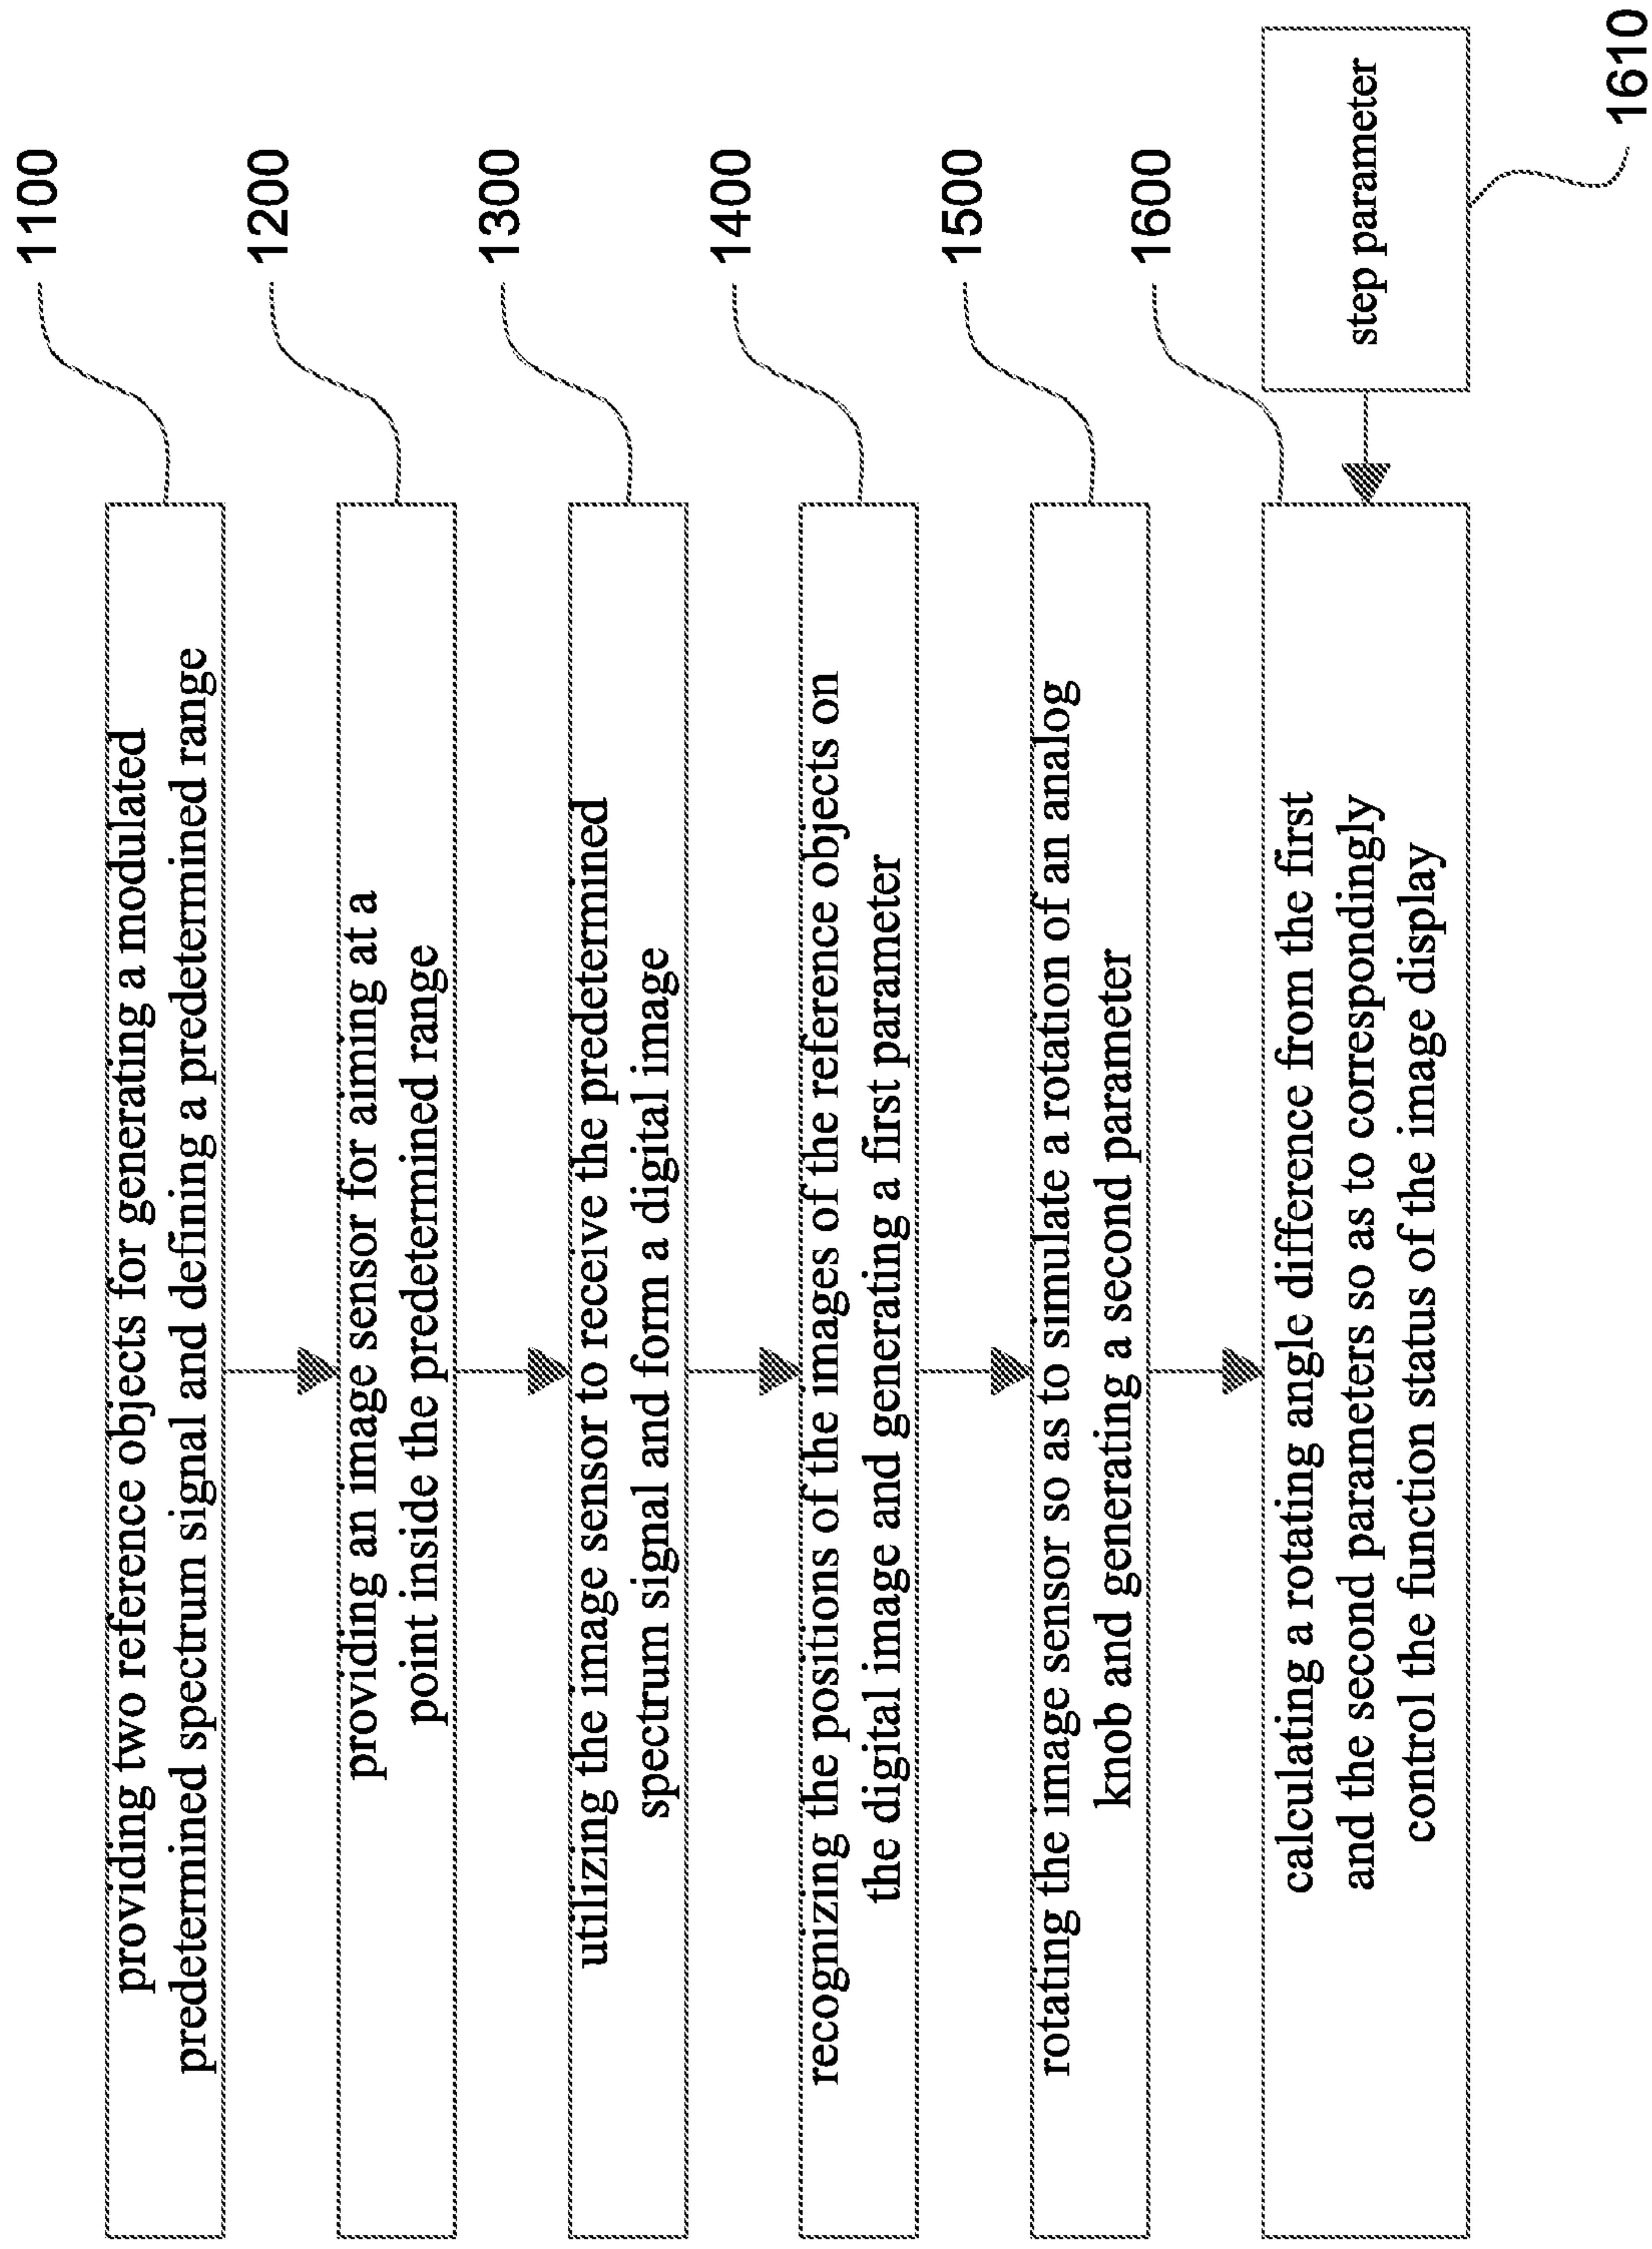 providing two reference objects for generating a modulated
predetermined spectrum signal and defining a predetermined range
1100
providing an image sensor for aiming at a
point inside the predetermined range
1200
utilizing the image sensor to receive the predetermined
spectrum signal and form a digital image
1300
recognizing the positions of the images of the reference objects on
the digital image and generating a first parameter
1400
rotating the image sensor so as to simulate a rotation of an analog
knob and generating a second parameter
1500
calculating a rotating angle difference from the first
and the second parameters so as to correspondingly
control the function status of the image display
1600
step parameter
1610